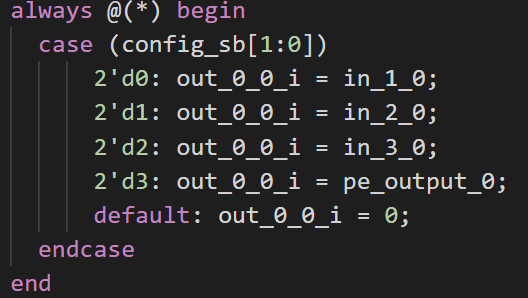 always @(*) begin
  case (config_sb[1:0])
      2'd0: out_0_0_i = in_1_0;
      2'd1: out_0_0_i = in_2_0;
      2'd2: out_0_0_i = in_3_0;
      2'd3: out_0_0_i = pe_output_0;
      default: out_0_0_i = 0;
  endcase
end